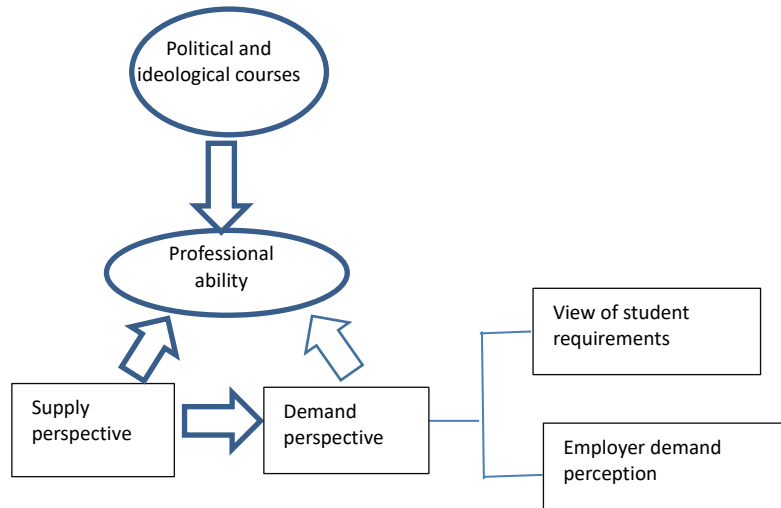 Political and
ideological courses
Professional
ability
View of student
requirements
Supply
perspective
Demand
perspective
Employer demand
perception